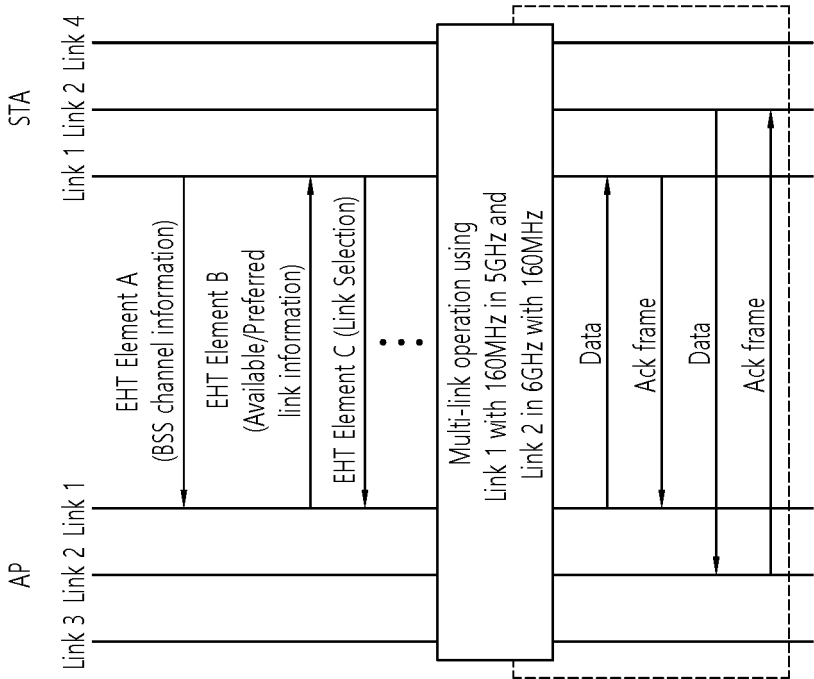 AP
STA
Link 3
Link 2
Link 1
Link 1
Link 2
Link 4
EHT Element A
(BSS channel information)
EHT Element B
(Available/Preferred
link information)
EHT Element C (Link Selection)
Multi-link operation using
Link 1 with 160MHz in 5GHz and
Link 2 in 6GHz with 160MHz
Data
Ack frame
Data
Ack frame